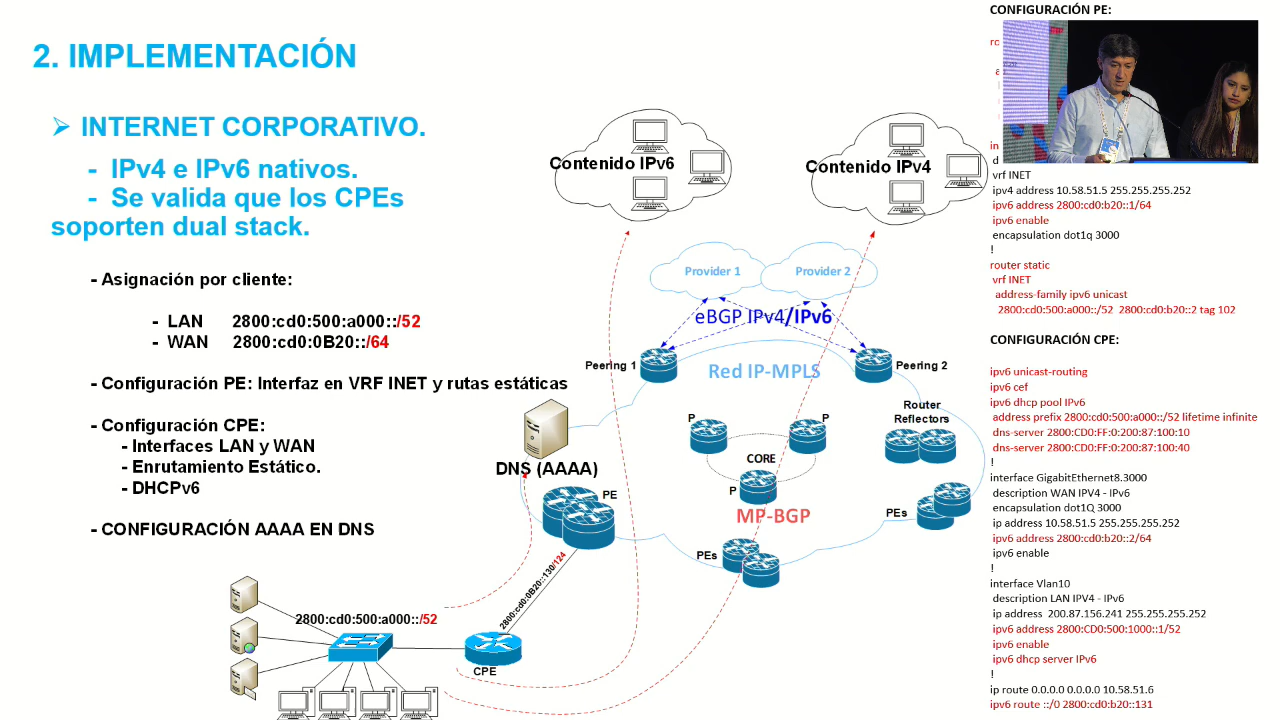 2. IMPLEMENTACIÓN
➢ INTERNET CORPORATIVO.
- IPv4 e IPv6 nativos.
- Se valida que los CPEs
soporten dual stack.
- Asignación por cliente:
- LAN 2800:cd0:500:a000::/52
- WAN 2800:cd0:0B20::/64
- Configuración PE: Interfaz en VRF INET y rutas estáticas
- Configuración CPE:
- Interfaces LAN y WAN
- Enrutamiento Estático.
- DHCPv6
- CONFIGURACIÓN AAAA EN DNS
Contenido IPv6
Contenido IPv4
Provider 1
Provider 2
eBGP IPv4/IPv6
Peering 1
Peering 2
Red IP-MPLS
Router
Reflectors
P
P
CORE
P
MP-BGP
DNS (AAAA)
PE
PEs
PEs
2800:cd0:0B20::130/124
2800:cd0:500:a000::/52
CPE
CONFIGURACIÓN PE:
vrf INET
ipv4 address 10.58.51.5 255.255.255.252
ipv6 address 2800:cd0:b20::1/64
ipv6 enable
encapsulation dot1q 3000
!
router static
vrf INET
address-family ipv6 unicast
2800:cd0:500:a000::/52 2800:cd0:b20::2 tag 102
CONFIGURACIÓN CPE:
ipv6 unicast-routing
ipv6 cef
ipv6 dhcp pool IPv6
address prefix 2800:cd0:500:a000::/52 lifetime infinite
dns-server 2800:CD0:FF:0:200:87:100:10
dns-server 2800:CD0:FF:0:200:87:100:40
!
interface GigabitEthernet8.3000
description WAN IPV4 - IPv6
encapsulation dot1Q 3000
ip address 10.58.51.5 255.255.255.252
ipv6 address 2800:cd0:b20::2/64
ipv6 enable
!
interface Vlan10
description LAN IPV4 - IPv6
ip address 200.87.156.241 255.255.255.252
ipv6 address 2800:CD0:500:1000::1/52
ipv6 enable
ipv6 dhcp server IPv6
!
ip route 0.0.0.0 0.0.0.0 10.58.51.6
ipv6 route ::/0 2800:cd0:b20::131